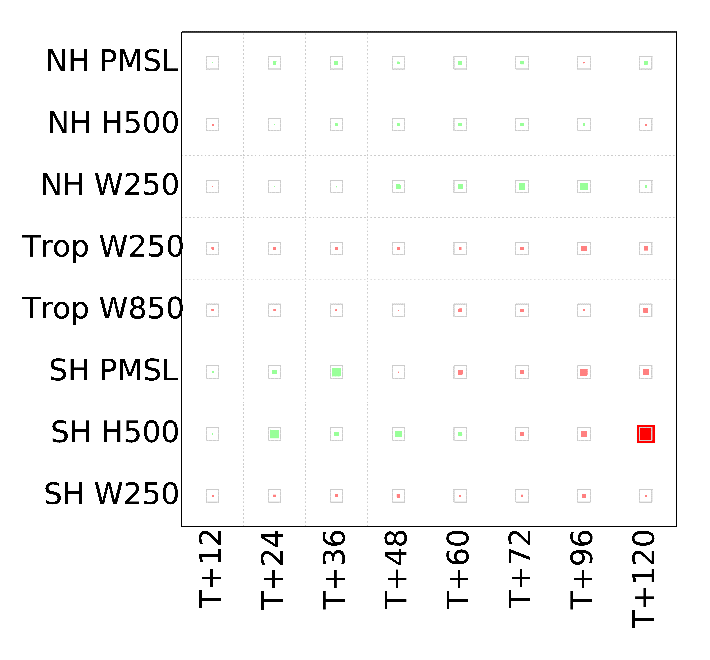 NH PMSL
NH H500
NH W250
Trop W250
Trop W850
SH PMSL
SH H500
SH W250
T+12
T+24
T+36
T+48
T+60
T+72
T+96
T+120